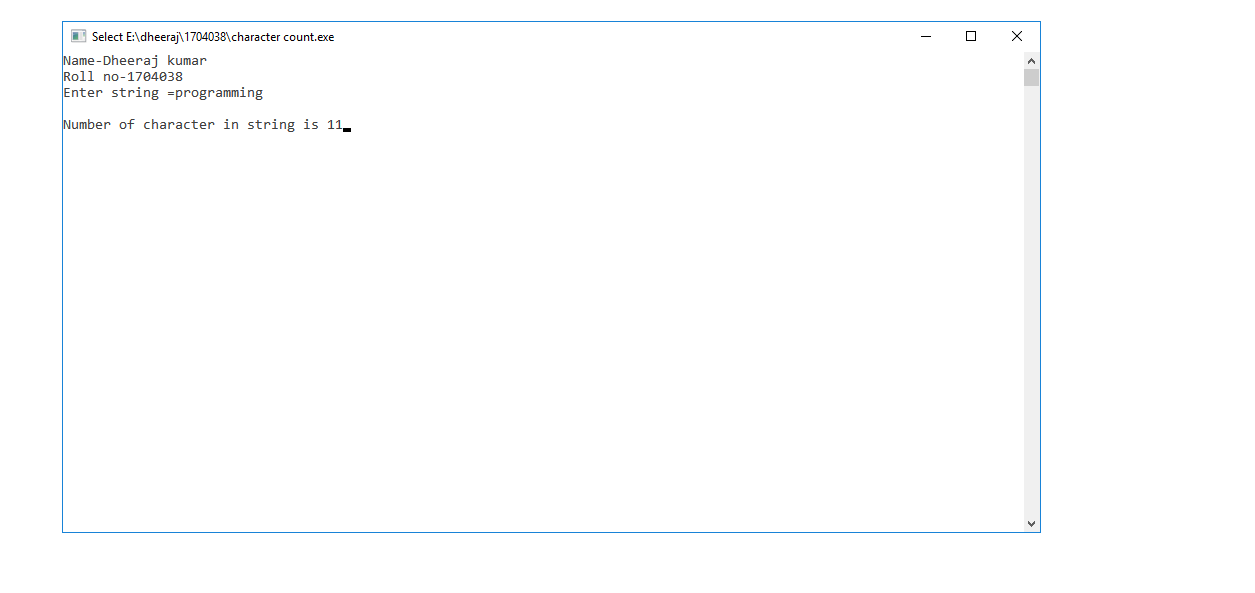 Select E:\dheeraj\1704038\character count.exe
Name-Dheeraj kumar
Roll no-1704038
Enter string =programming
Number of character in string is 11